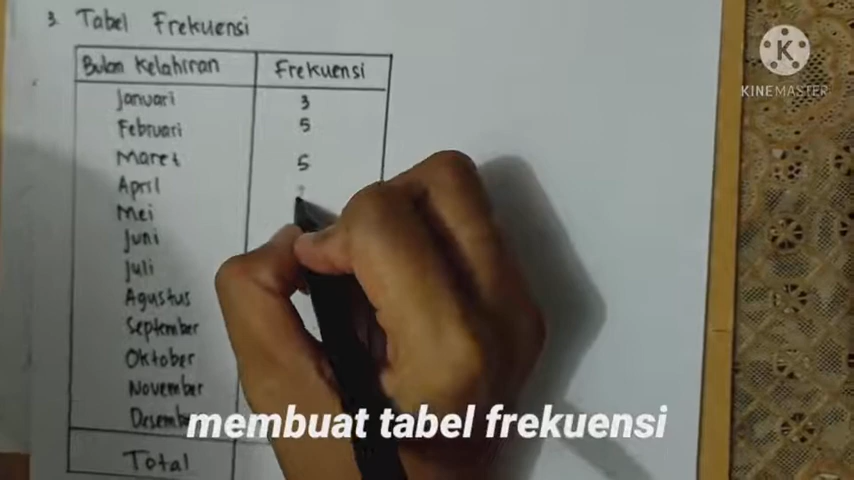 3. Tabel Frekuensi
Bulan Kelahiran Frekuensi
Januari 3
Februari 5
Maret 5
April
Mei
Juni
Juli
Agustus
September
Oktober
November
Desember
Total
membuat tabel frekuensi
K
KINEMASTER